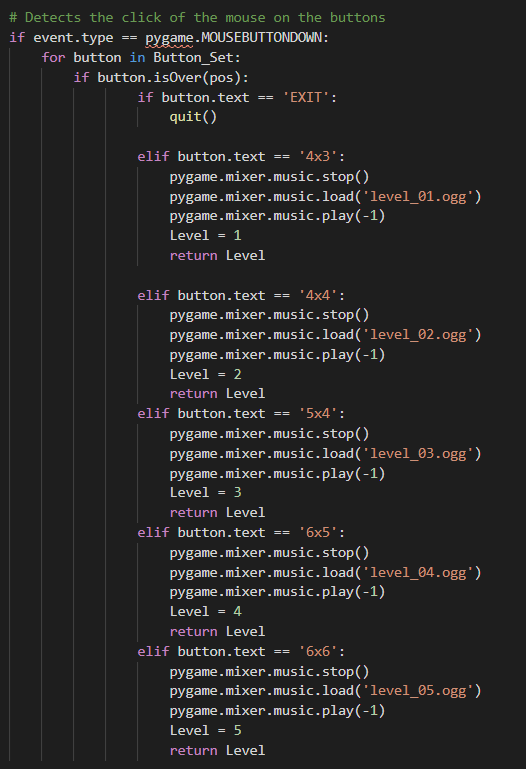 # Detects the click of the mouse on the buttons
if event.type == pygame.MOUSEBUTTONDOWN:
    for button in Button_Set:
        if button.isOver(pos):
                if button.text == 'EXIT':
                    quit()

                elif button.text == '4x3':
                    pygame.mixer.music.stop()
                    pygame.mixer.music.load('level_01.ogg')
                    pygame.mixer.music.play(-1)
                    Level = 1
                    return Level

                elif button.text == '4x4':
                    pygame.mixer.music.stop()
                    pygame.mixer.music.load('level_02.ogg')
                    pygame.mixer.music.play(-1)
                    Level = 2
                    return Level
                elif button.text == '5x4':
                    pygame.mixer.music.stop()
                    pygame.mixer.music.load('level_03.ogg')
                    pygame.mixer.music.play(-1)
                    Level = 3
                    return Level
                elif button.text == '6x5':
                    pygame.mixer.music.stop()
                    pygame.mixer.music.load('level_04.ogg')
                    pygame.mixer.music.play(-1)
                    Level = 4
                    return Level
                elif button.text == '6x6':
                    pygame.mixer.music.stop()
                    pygame.mixer.music.load('level_05.ogg')
                    pygame.mixer.music.play(-1)
                    Level = 5
                    return Level